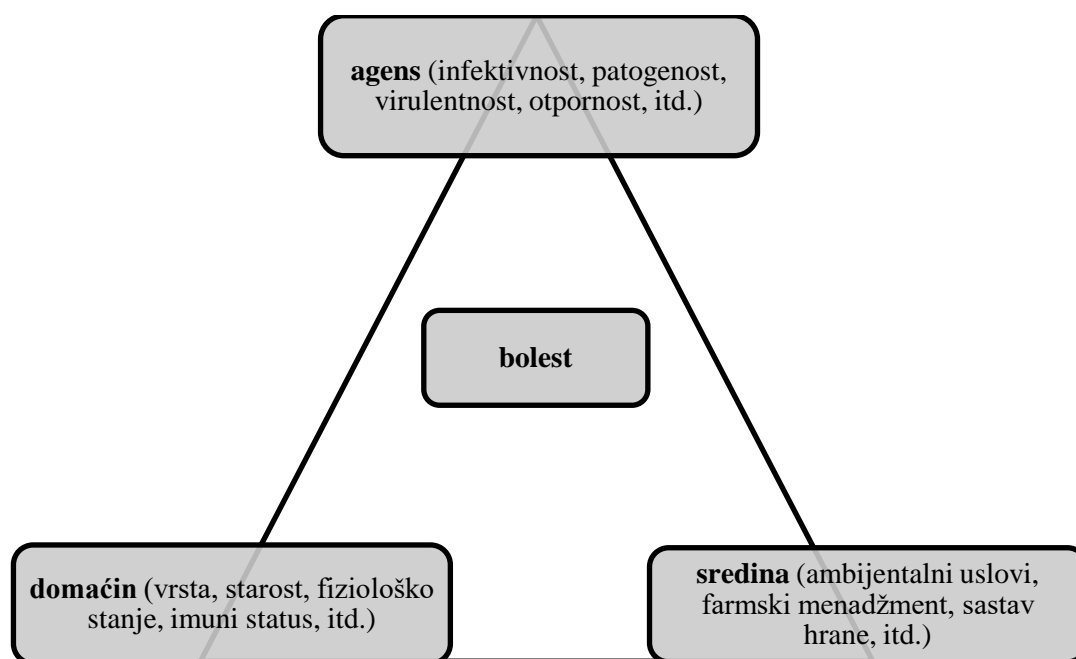 agens (infektivnost, patogenost,
virulentnost, otpornost, itd.)
bolest
domaćin (vrsta, starost, fiziološko
stanje, imuni status, itd.)
sredina (ambijentalni uslovi,
farmski menadžment, sastav
hrane, itd.)